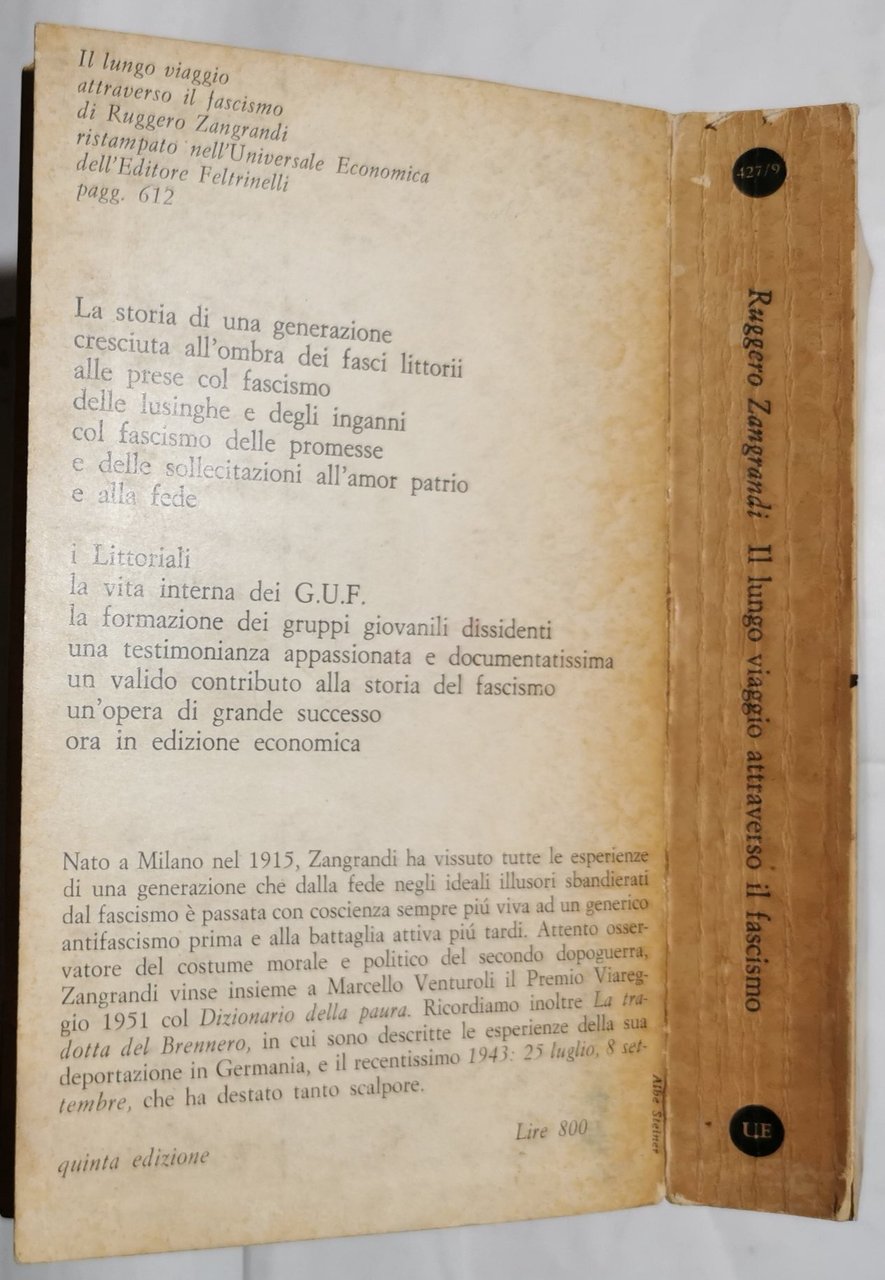 Il lungo viaggio
attraverso il fascismo
di Ruggero Zangrandi
ristampato nell'Universale Economica
dell'Editore Feltrinelli
pagg. 612
La storia di una generazione
cresciuta all'ombra dei fasci littorii
alle prese col fascismo
delle lusinghe e degli inganni
col fascismo delle promesse
e delle sollecitazioni all'amor patrio
e alla fede
i Littoriali
la vita interna dei G.U.F.
la formazione dei gruppi giovanili dissidenti
una testimonianza appassionata e documentatissima
un valido contributo alla storia del fascismo
un'opera di grande successo
ora in edizione economica
Nato a Milano nel 1915, Zangrandi ha vissuto tutte le esperienze
di una generazione che dalla fede negli ideali illusori sbandierati
dal fascismo è passata con coscienza sempre piú viva ad un generico
antifascismo prima e alla battaglia attiva piú tardi. Attento osser-
vatore del costume morale e politico del secondo dopoguerra,
Zangrandi vinse insieme a Marcello Venturoli il Premio Viareg-
gio 1951 col Dizionario della paura. Ricordiamo inoltre La tra-
dotta del Brennero, in cui sono descritte le esperienze della sua
deportazione in Germania, e il recentissimo 1943: 25 luglio, 8 set-
tembre, che ha destato tanto scalpore.
Lire 800
quinta edizione
Albe Steiner
427/9
Ruggero Zangrandi Il lungo viaggio attraverso il fascismo
UE